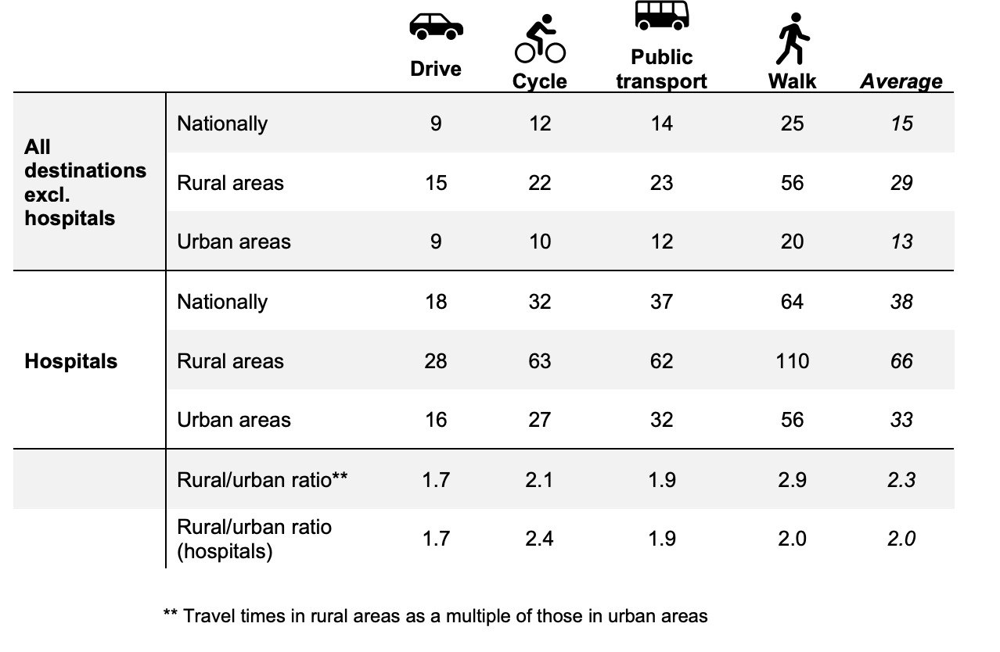 Drive Cycle Public transport Walk Average
All destinations excl. hospitals
Nationally 9 12 14 25 15
Rural areas 15 22 23 56 29
Urban areas 9 10 12 20 13
Hospitals
Nationally 18 32 37 64 38
Rural areas 28 63 62 110 66
Urban areas 16 27 32 56 33
Rural/urban ratio** 1.7 2.1 1.9 2.9 2.3
Rural/urban ratio (hospitals) 1.7 2.4 1.9 2.0 2.0
** Travel times in rural areas as a multiple of those in urban areas